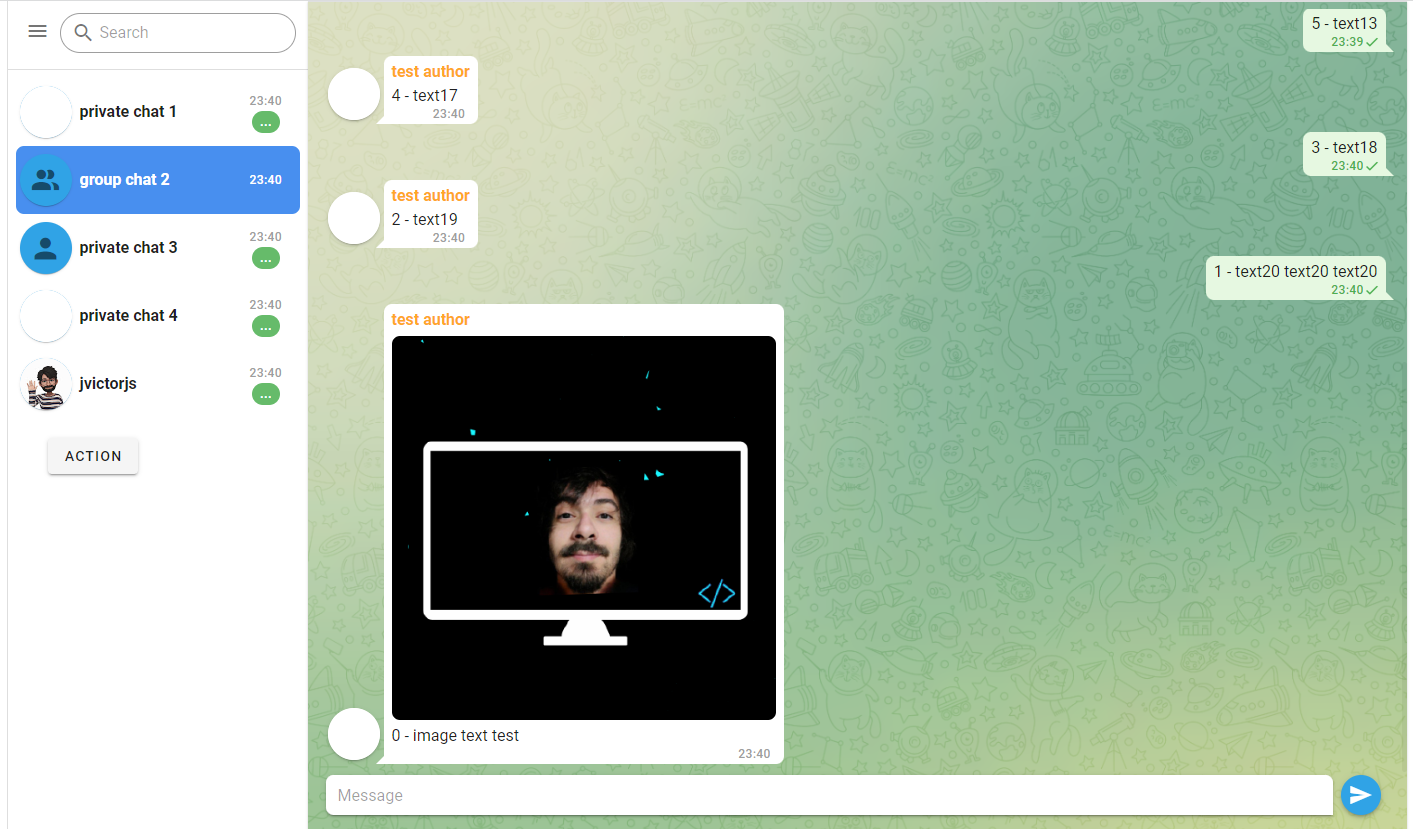 Search
private chat 1
23:40
...
group chat 2
23:40
private chat 3
23:40
...
private chat 4
23:40
...
jvictorjs
23:40
...
ACTION
5 - text13
23:39
test author
4 - text17
23:40
3 - text18
23:40
test author
2 - text19
23:40
1 - text20 text20 text20
23:40
test author
</>
0 - image text test
23:40
Message